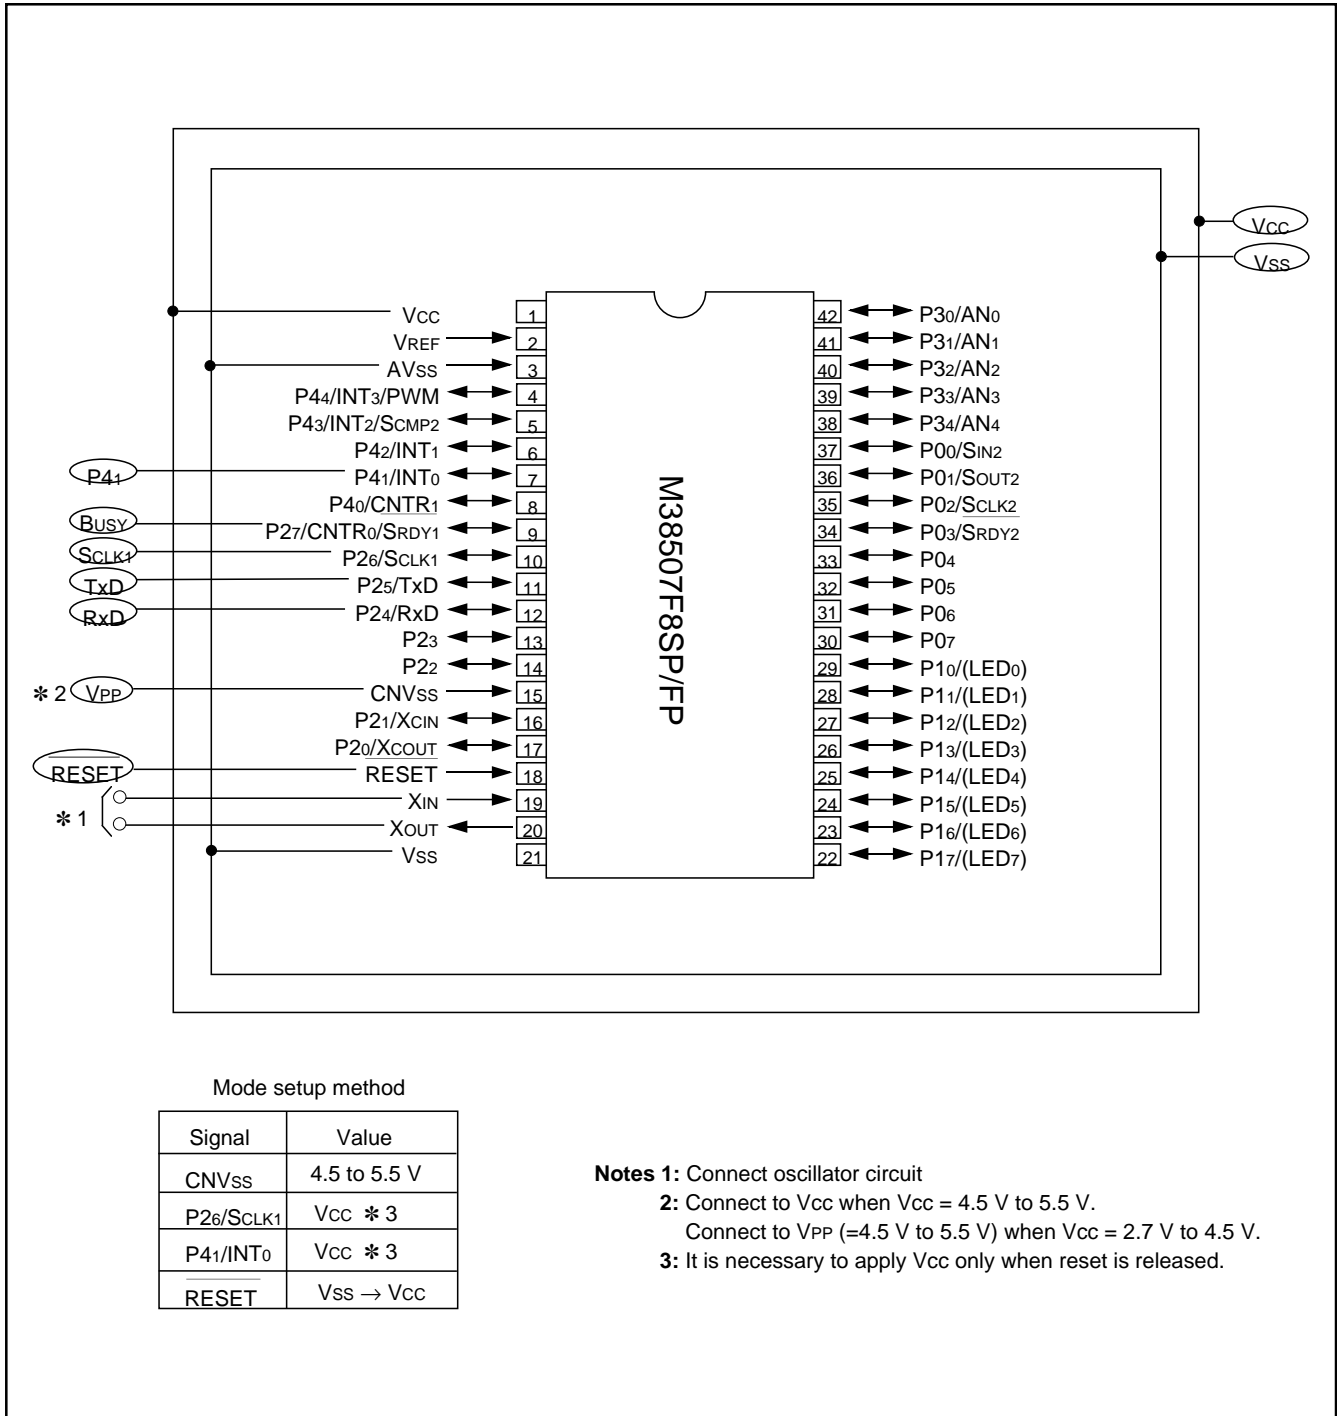 VCC
VSS
VCC 1 42 P30/AN0
VREF 2 41 P31/AN1
AVSS 3 40 P32/AN2
P44/INT3/PWM 4 39 P33/AN3
P43/INT2/SCMP2 5 38 P34/AN4
P42/INT1 6 37 P00/SIN2
P41 P41/INT0 7 36 P01/SOUT2
P40/CNTR1 8 35 P02/SCLK2
BUSY P27/CNTR0/SRDY1 9 34 P03/SRDY2
SCLK1 P26/SCLK1 10 33 P04
TxD P25/TxD 11 32 P05
RxD P24/RxD 12 31 P06
P23 13 30 P07
P22 14 29 P10/(LED0)
✻ 2 VPP CNVSS 15 28 P11/(LED1)
P21/XCIN 16 27 P12/(LED2)
P20/XCOUT 17 26 P13/(LED3)
RESET RESET 18 25 P14/(LED4)
✻ 1 XIN 19 24 P15/(LED5)
XOUT 20 23 P16/(LED6)
VSS 21 22 P17/(LED7)
M38507F8SP/FP
Mode setup method
Signal Value
CNVSS 4.5 to 5.5 V
P26/SCLK1 VCC ✻ 3
P41/INT0 VCC ✻ 3
RESET VSS → VCC
Notes 1: Connect oscillator circuit
2: Connect to Vcc when Vcc = 4.5 V to 5.5 V.
Connect to VPP (=4.5 V to 5.5 V) when Vcc = 2.7 V to 4.5 V.
3: It is necessary to apply Vcc only when reset is released.